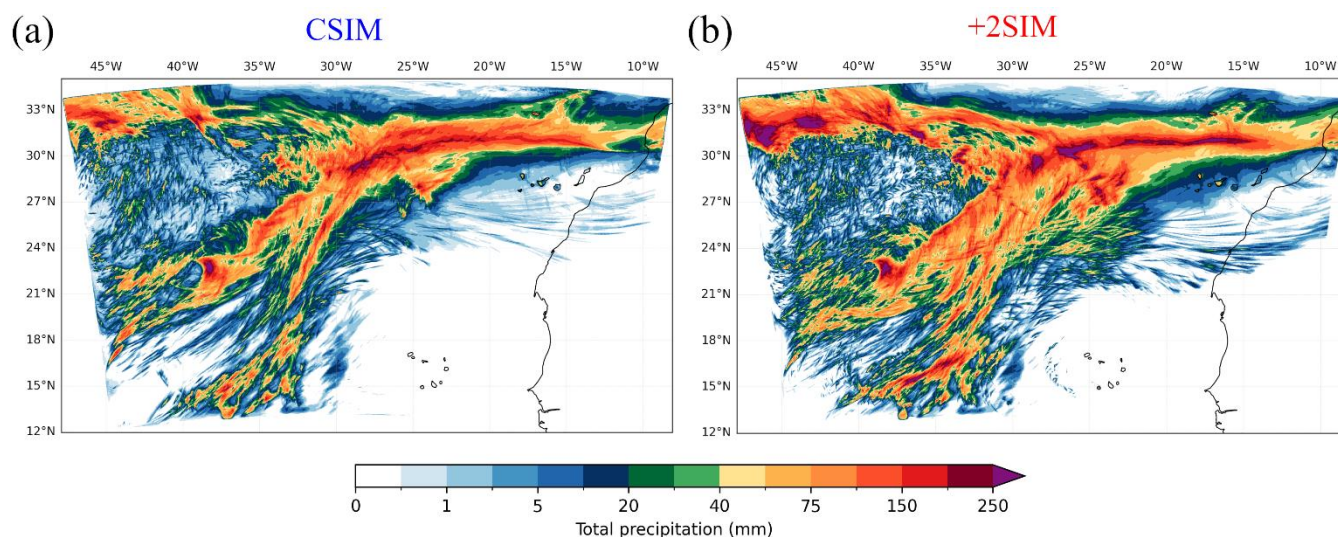 (a) CSIM
(b) +2SIM
45°W 40°W 35°W 30°W 25°W 20°W 15°W 10°W
45°W 40°W 35°W 30°W 25°W 20°W 15°W 10°W
33°N
30°N
27°N
24°N
21°N
18°N
15°N
12°N
33°N
30°N
27°N
24°N
21°N
18°N
15°N
12°N
0 1 5 20 40 75 150 250
Total precipitation (mm)